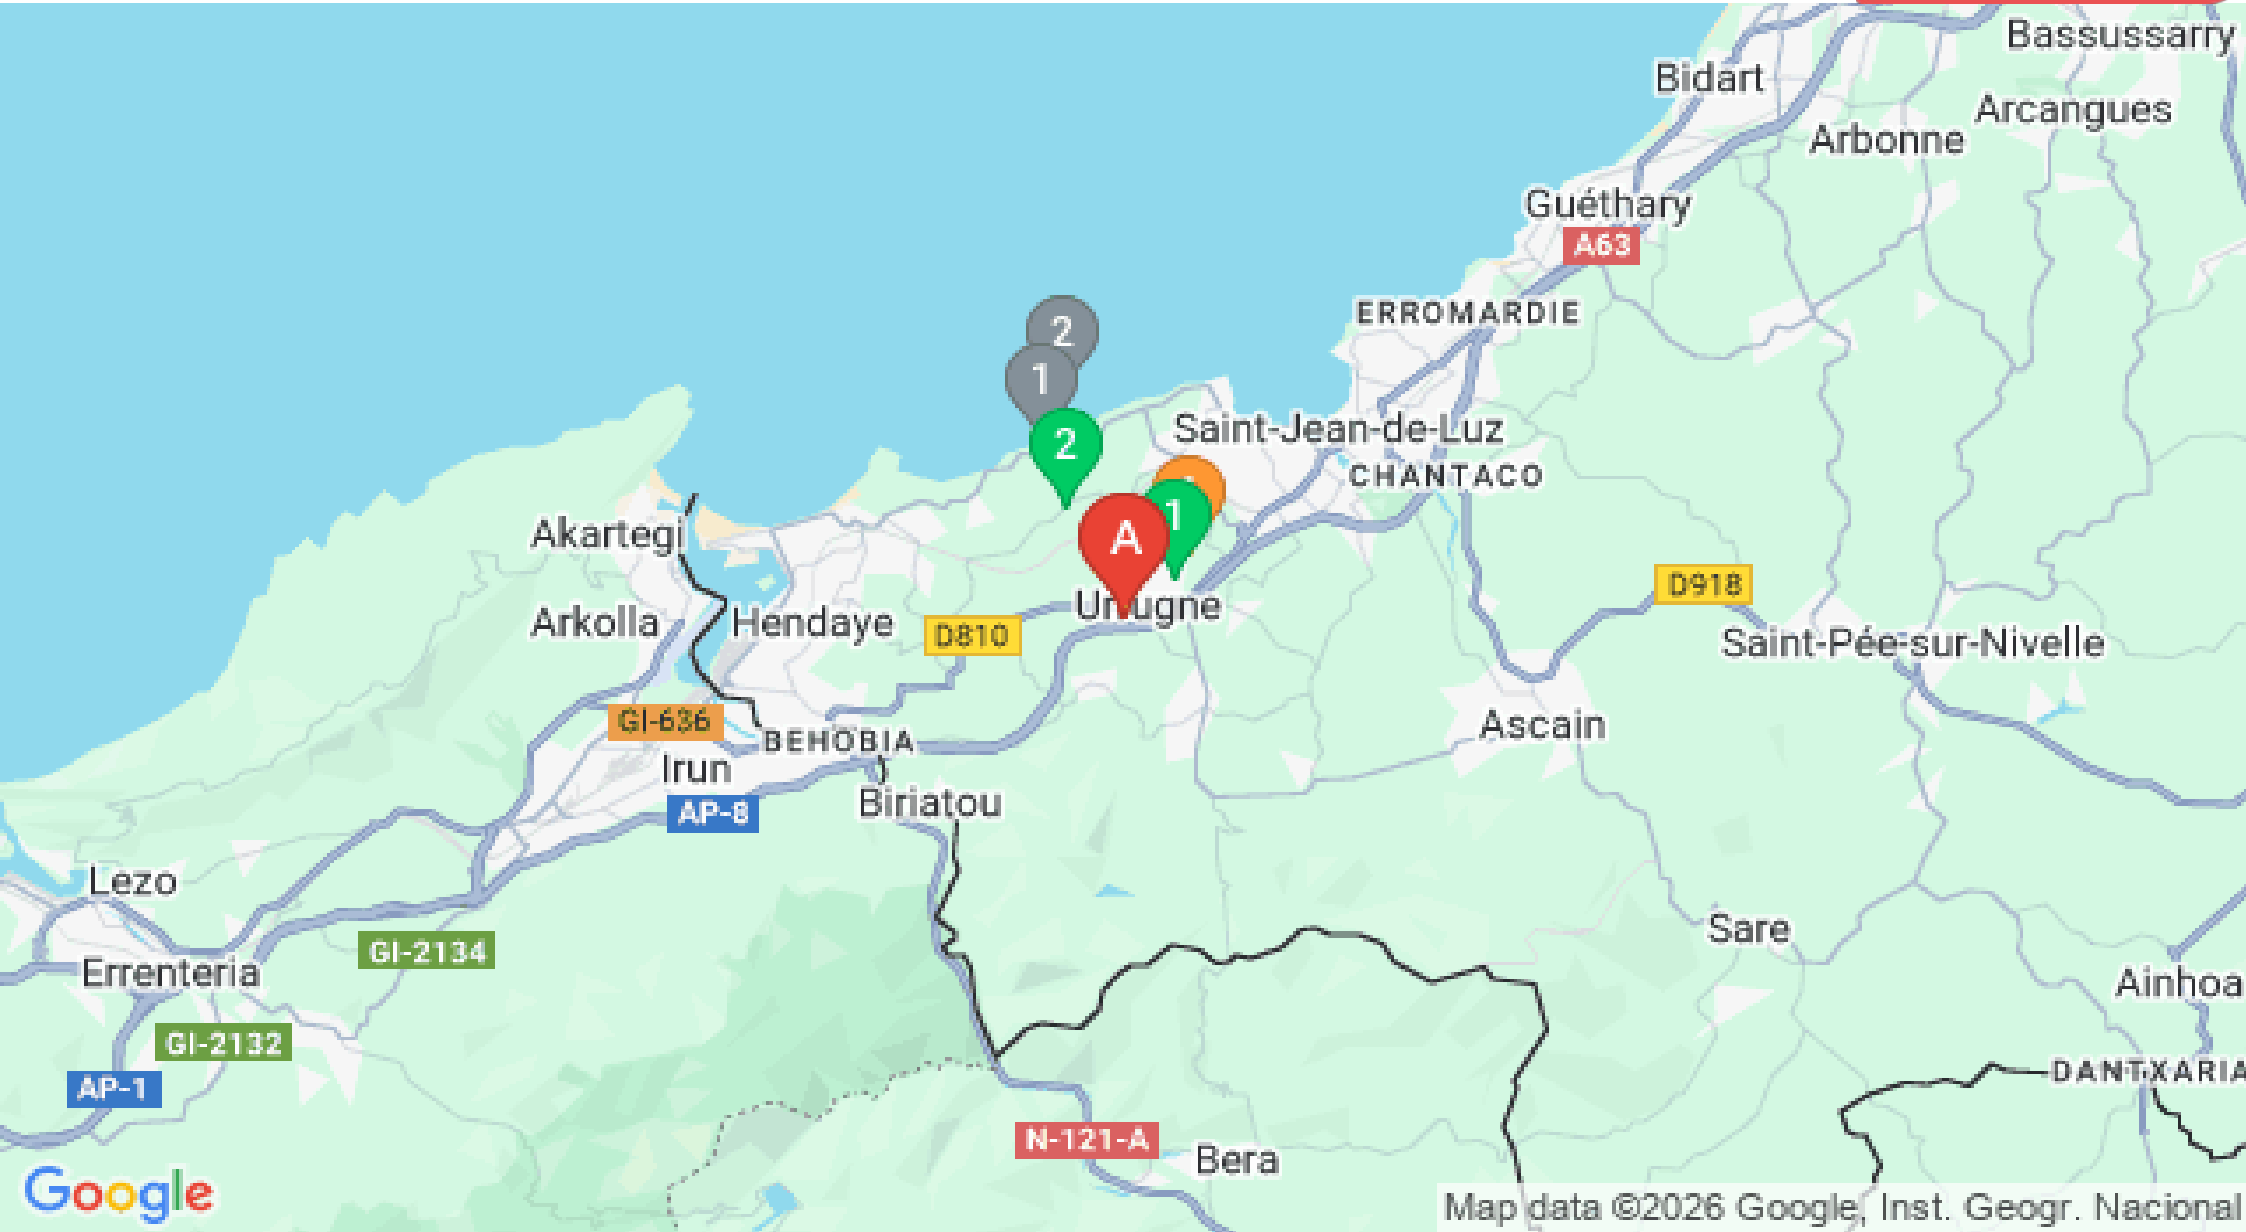 Bassussarry
Bidart
Arcangues
Arbonne
Guéthary
A63
ERROMARDIE
2
1
Saint-Jean-de-Luz
2
CHANTACO
1
A
Akartegi
D918
Arkolla
Hendaye
D810
Saint-Pée-sur-Nivelle
GI-636
BEHOBIA
Ascain
Irun
AP-8
Biriatou
Lezo
Sare
GI-2134
Errenteria
Ainhoa
GI-2132
DANTXARIA
AP-1
N-121-A
Bera
Google
Map data ©2026 Google, Inst. Geogr. Nacional